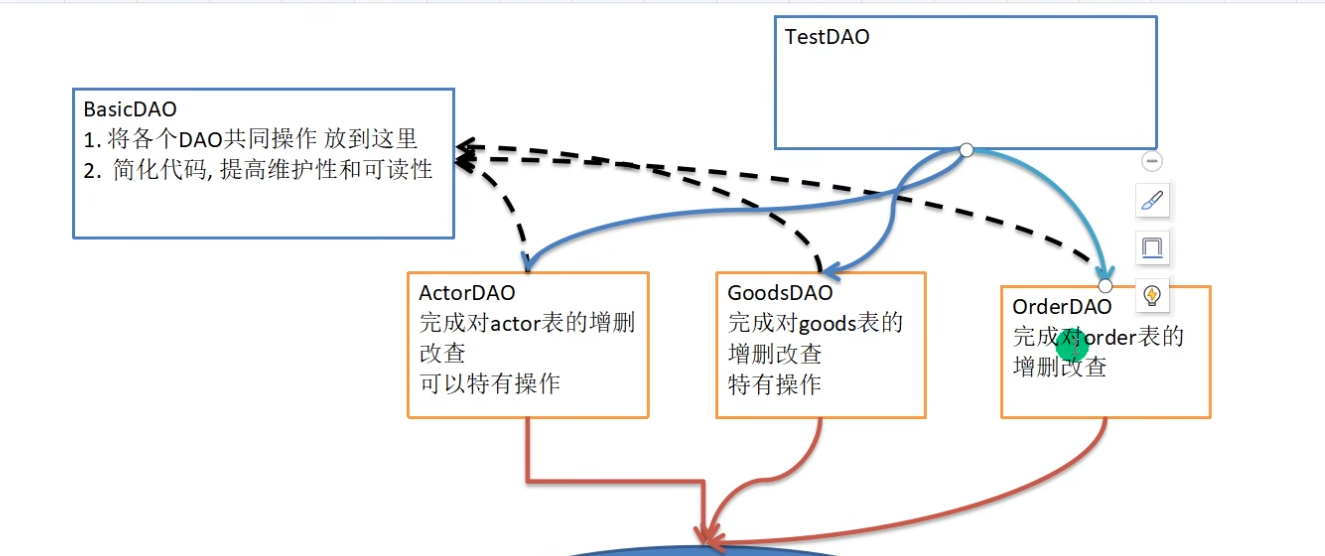 TestDAO
BasicDAO
1. 将各个DAO共同操作 放到这里
2. 简化代码, 提高维护性和可读性
ActorDAO
完成对actor表的增删
改查
可以特有操作
GoodsDAO
完成对goods表的
增删改查
特有操作
OrderDAO
完成对order表的
增删改查